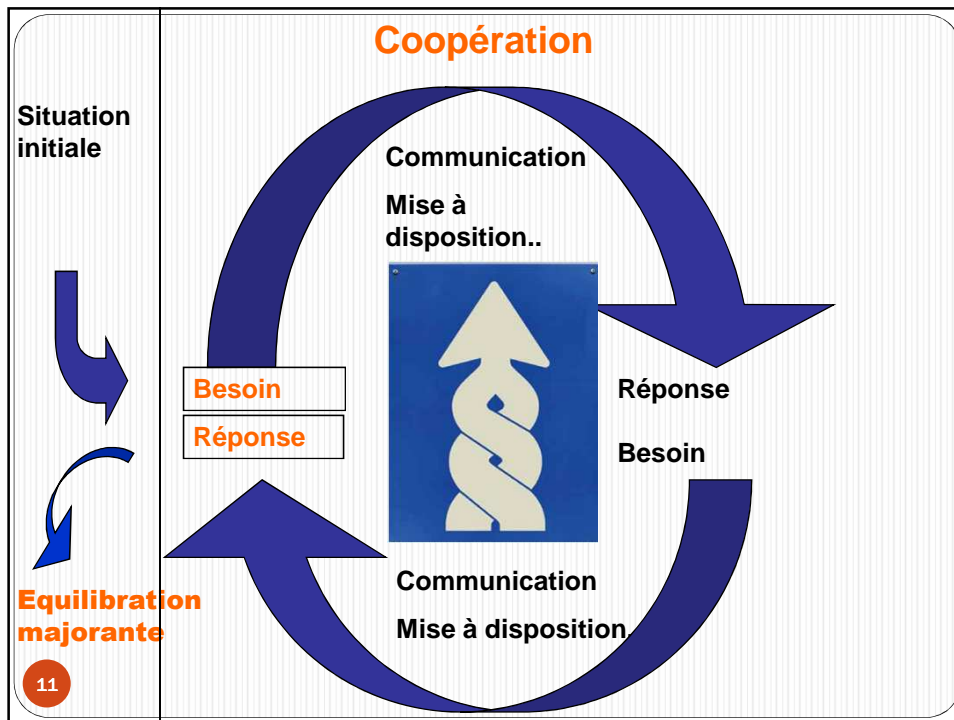 Coopération
Situation
initiale
Communication
Mise à
disposition..
Besoin
Réponse
Réponse
Besoin
Communication
Mise à disposition.
Equilibration
majorante
11